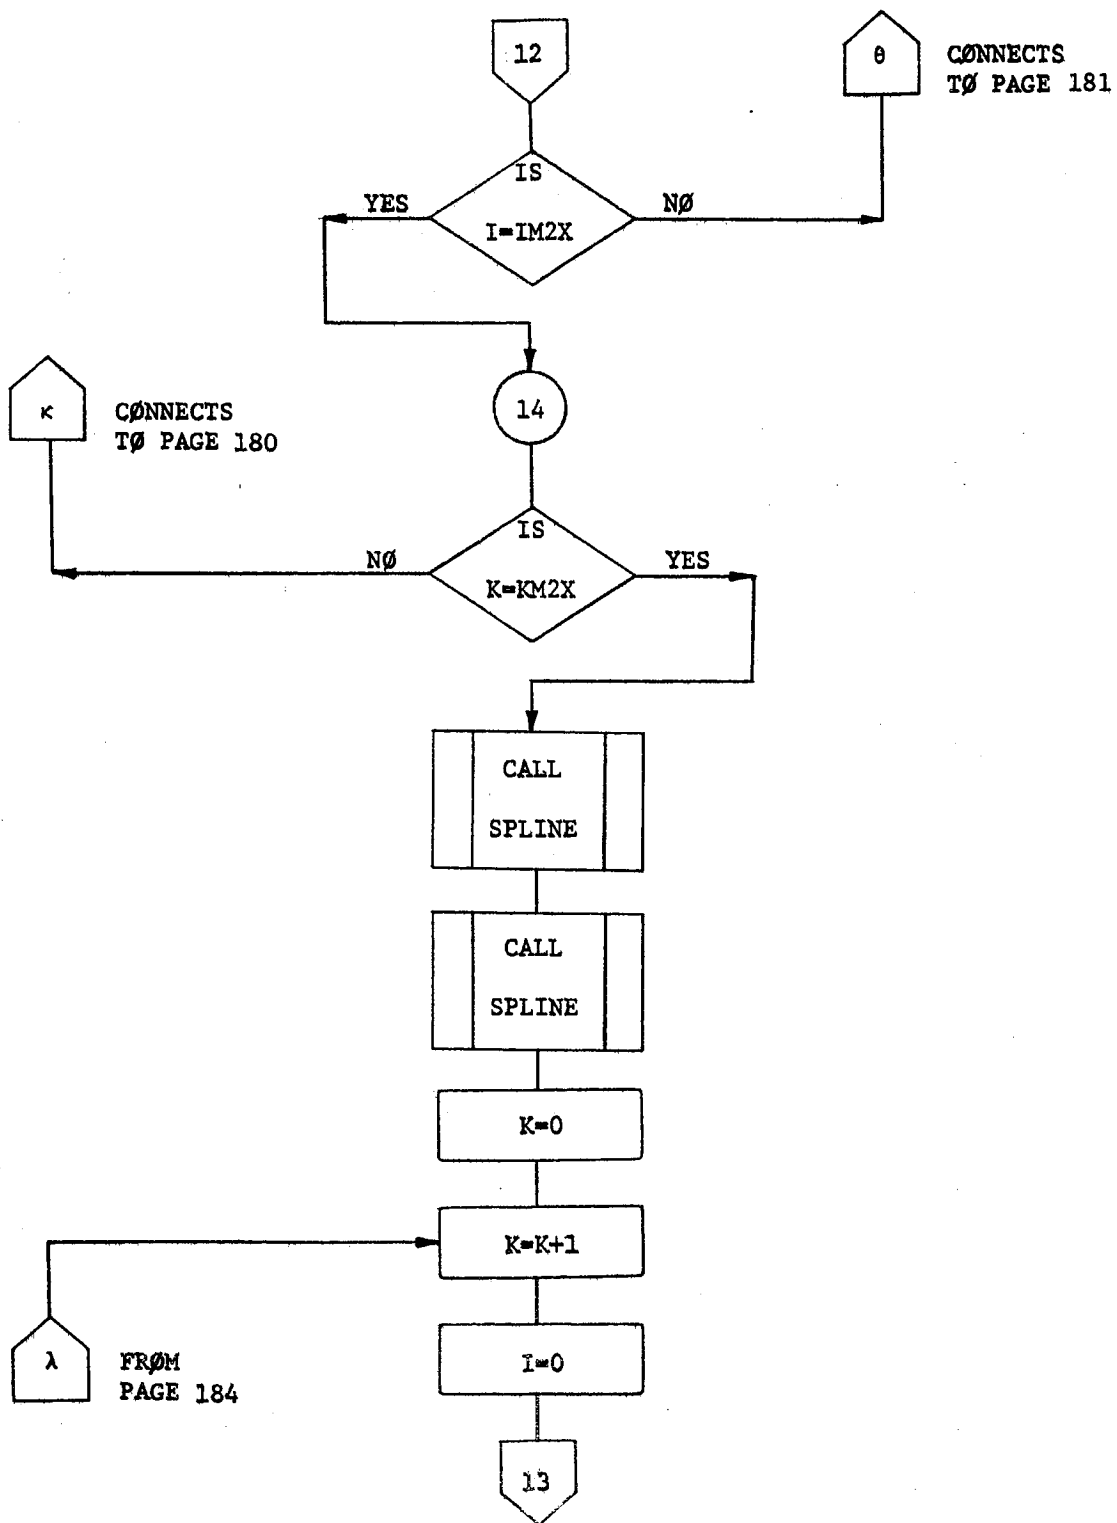 12
θ
CØNNECTS
TØ PAGE 181
IS
YES
NØ
I=IM2X
κ
CØNNECTS
TØ PAGE 180
14
IS
NØ
YES
K=KM2X
CALL
SPLINE
CALL
SPLINE
K=0
K=K+1
λ
FRØM
PAGE 184
I=0
13